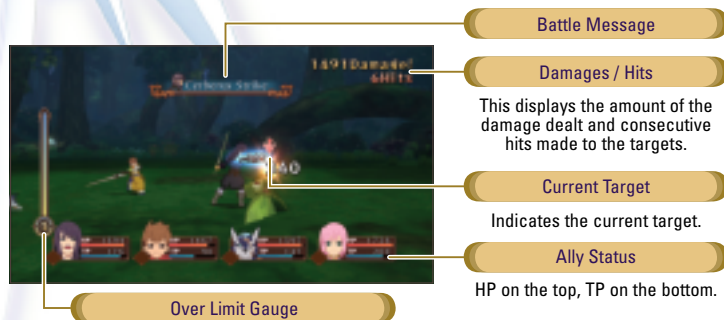 Battle Message
1491Damage!
6Hits
Cerberus Strike
Damages / Hits
This displays the amount of the
damage dealt and consecutive
hits made to the targets.
40
Current Target
Indicates the current target.
Ally Status
HP on the top, TP on the bottom.
Over Limit Gauge